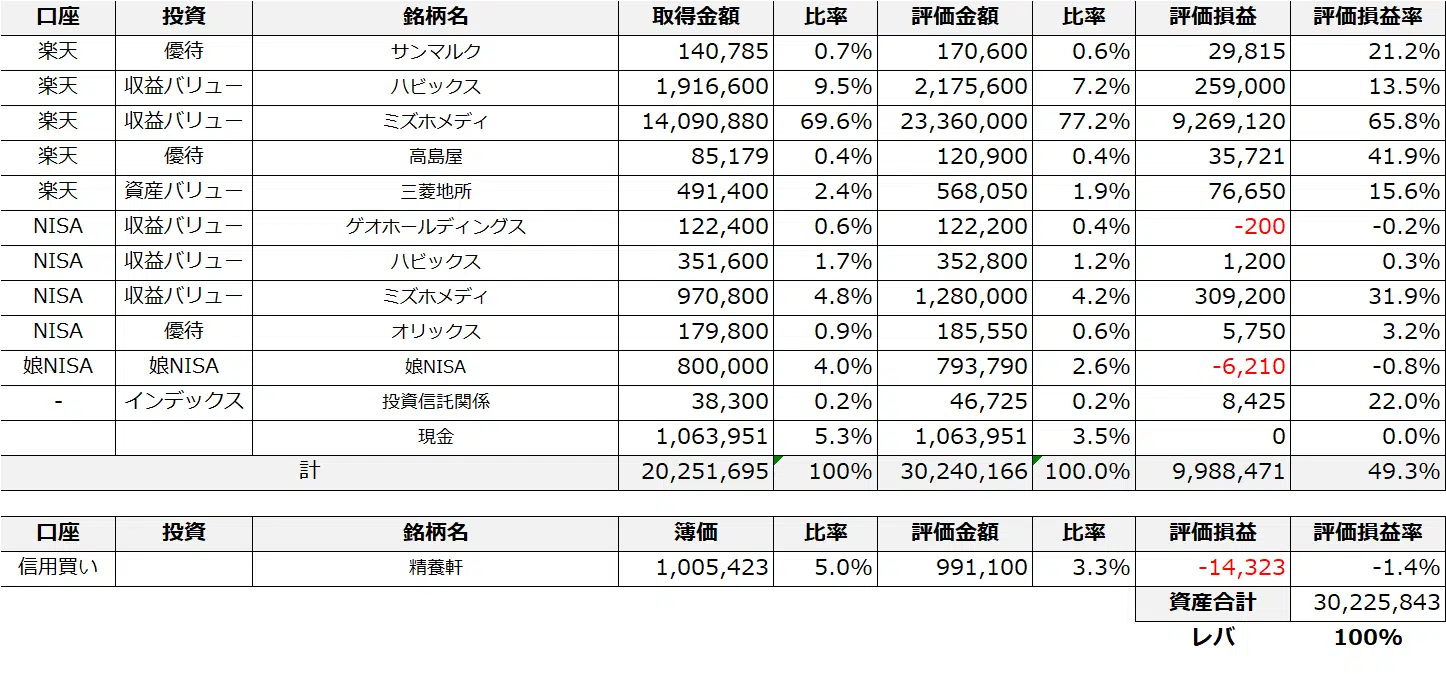 口座 投資 銘柄名 取得金額 比率 評価金額 比率 評価損益 評価損益率
楽天 優待 サンマルク 140,785 0.7% 170,600 0.6% 29,815 21.2%
楽天 収益バリュー ハビックス 1,916,600 9.5% 2,175,600 7.2% 259,000 13.5%
楽天 収益バリュー ミズホメディ 14,090,880 69.6% 23,360,000 77.2% 9,269,120 65.8%
楽天 優待 高島屋 85,179 0.4% 120,900 0.4% 35,721 41.9%
楽天 資産バリュー 三菱地所 491,400 2.4% 568,050 1.9% 76,650 15.6%
NISA 収益バリュー ゲオホールディングス 122,400 0.6% 122,200 0.4% -200 -0.2%
NISA 収益バリュー ハビックス 351,600 1.7% 352,800 1.2% 1,200 0.3%
NISA 収益バリュー ミズホメディ 970,800 4.8% 1,280,000 4.2% 309,200 31.9%
NISA 優待 オリックス 179,800 0.9% 185,550 0.6% 5,750 3.2%
娘NISA 娘NISA 娘NISA 800,000 4.0% 793,790 2.6% -6,210 -0.8%
- インデックス 投資信託関係 38,300 0.2% 46,725 0.2% 8,425 22.0%
現金 1,063,951 5.3% 1,063,951 3.5% 0 0.0%
計 20,251,695 100% 30,240,166 100.0% 9,988,471 49.3%
口座 投資 銘柄名 簿価 比率 評価金額 比率 評価損益 評価損益率
信用買い 精養軒 1,005,423 5.0% 991,100 3.3% -14,323 -1.4%
資産合計 30,225,843
レバ 100%